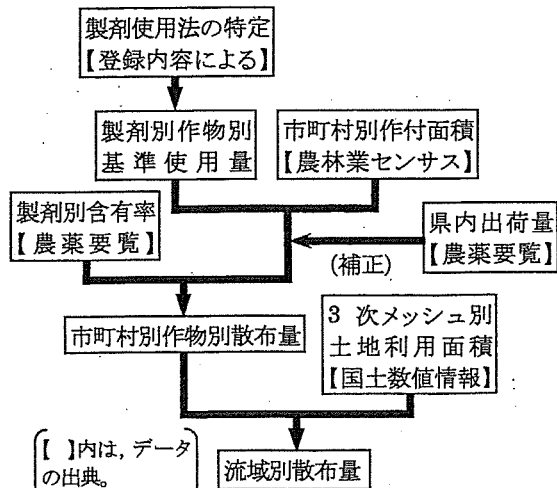 製剤使用法の特定
【登録内容による】
製剤別作物別
基準使用量
市町村別作付面積
【農林業センサス】
製剤別含有率
【農薬要覧】
(補正)
県内出荷量
【農薬要覧】
市町村別作物別散布量
3次メッシュ別
土地利用面積
【国土数値情報】
【 】内は,データ
の出典。
流域別散布量